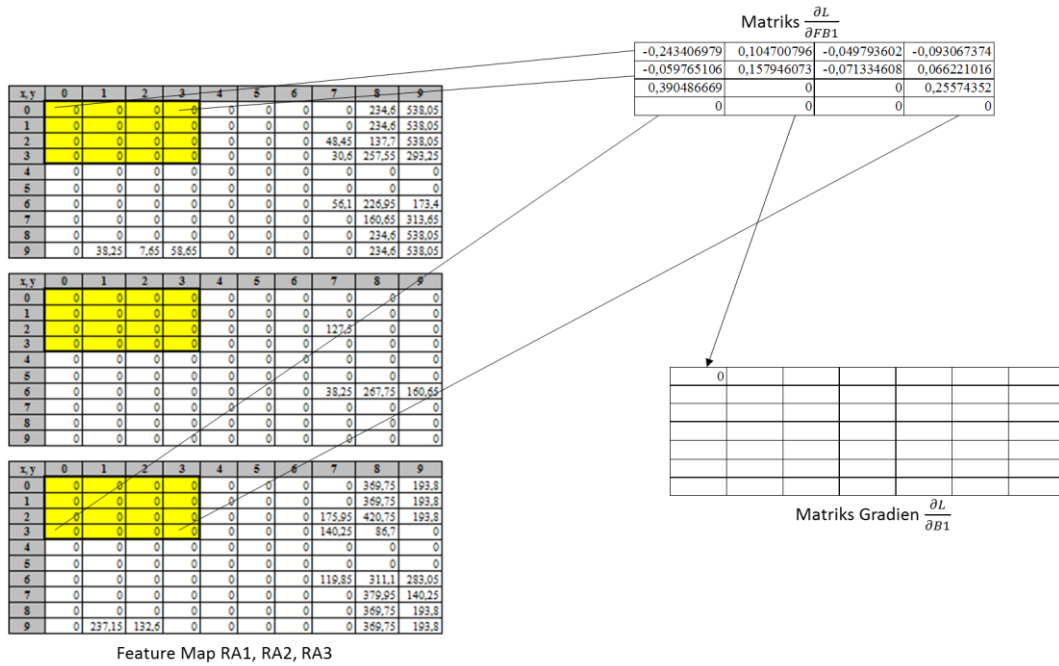 Matriks ∂L/∂FB1
-0,243406979 0,104700796 -0,049793602 -0,093067374
-0,059765106 0,157946073 -0,071334608 0,066221016
0,390486669 0 0 0,25574352
0 0 0 0
x, y 0 1 2 3 4 5 6 7 8 9
0 0 0 0 0 0 0 0 0 234,6 538,05
1 0 0 0 0 0 0 0 0 234,6 538,05
2 0 0 0 0 0 0 0 48,45 137,7 538,05
3 0 0 0 0 0 0 0 30,6 257,55 293,25
4 0 0 0 0 0 0 0 0 0 0
5 0 0 0 0 0 0 0 0 0 0
6 0 0 0 0 0 0 0 56,1 226,95 173,4
7 0 0 0 0 0 0 0 0 160,65 313,65
8 0 0 0 0 0 0 0 0 234,6 538,05
9 0 38,25 7,65 58,65 0 0 0 0 234,6 538,05
x, y 0 1 2 3 4 5 6 7 8 9
0 0 0 0 0 0 0 0 0 0 0
1 0 0 0 0 0 0 0 0 0 0
2 0 0 0 0 0 0 0 127,5 0 0
3 0 0 0 0 0 0 0 0 0 0
4 0 0 0 0 0 0 0 0 0 0
5 0 0 0 0 0 0 0 0 0 0
6 0 0 0 0 0 0 0 38,25 267,75 160,65
7 0 0 0 0 0 0 0 0 0 0
8 0 0 0 0 0 0 0 0 0 0
9 0 0 0 0 0 0 0 0 0 0
x, y 0 1 2 3 4 5 6 7 8 9
0 0 0 0 0 0 0 0 0 369,75 193,8
1 0 0 0 0 0 0 0 0 369,75 193,8
2 0 0 0 0 0 0 0 175,95 420,75 193,8
3 0 0 0 0 0 0 0 140,25 86,7 0
4 0 0 0 0 0 0 0 0 0 0
5 0 0 0 0 0 0 0 0 0 0
6 0 0 0 0 0 0 0 119,85 311,1 283,05
7 0 0 0 0 0 0 0 0 379,95 140,25
8 0 0 0 0 0 0 0 0 369,75 193,8
9 0 237,15 132,6 0 0 0 0 0 369,75 193,8
Feature Map RA1, RA2, RA3
0
Matriks Gradien ∂L/∂B1